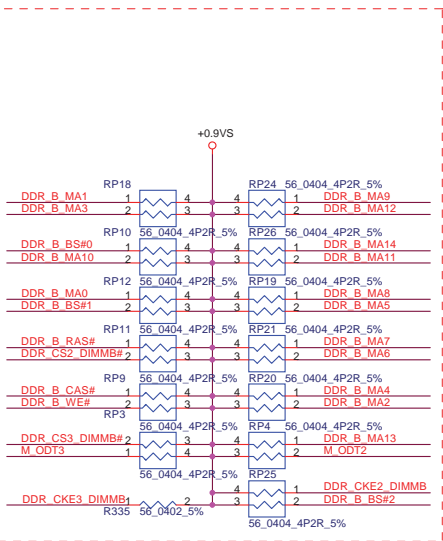 +0.9VS
RP18 RP24 56_0404_4P2R_5%
DDR_B_MA1 1 4 4 1 DDR_B_MA9
DDR_B_MA3 2 3 3 2 DDR_B_MA12
RP10 56_0404_4P2R_5% RP26 56_0404_4P2R_5%
DDR_B_BS#0 1 4 4 1 DDR_B_MA14
DDR_B_MA10 2 3 3 2 DDR_B_MA11
RP12 56_0404_4P2R_5% RP19 56_0404_4P2R_5%
DDR_B_MA0 1 4 4 1 DDR_B_MA8
DDR_B_BS#1 2 3 3 2 DDR_B_MA5
RP11 56_0404_4P2R_5% RP21 56_0404_4P2R_5%
DDR_B_RAS# 1 4 4 1 DDR_B_MA7
DDR_CS2_DIMMB# 2 3 3 2 DDR_B_MA6
RP9 56_0404_4P2R_5% RP20 56_0404_4P2R_5%
DDR_B_CAS# 1 4 4 1 DDR_B_MA4
DDR_B_WE# 2 3 3 2 DDR_B_MA2
RP3 56_0404_4P2R_5% RP4 56_0404_4P2R_5%
DDR_CS3_DIMMB# 2 3 4 1 DDR_B_MA13
M_ODT3 1 4 3 2 M_ODT2
56_0404_4P2R_5% RP25
4 1 DDR_CKE2_DIMMB
DDR_CKE3_DIMMB 1 2 3 2 DDR_B_BS#2
R335 56_0402_5%
56_0404_4P2R_5%